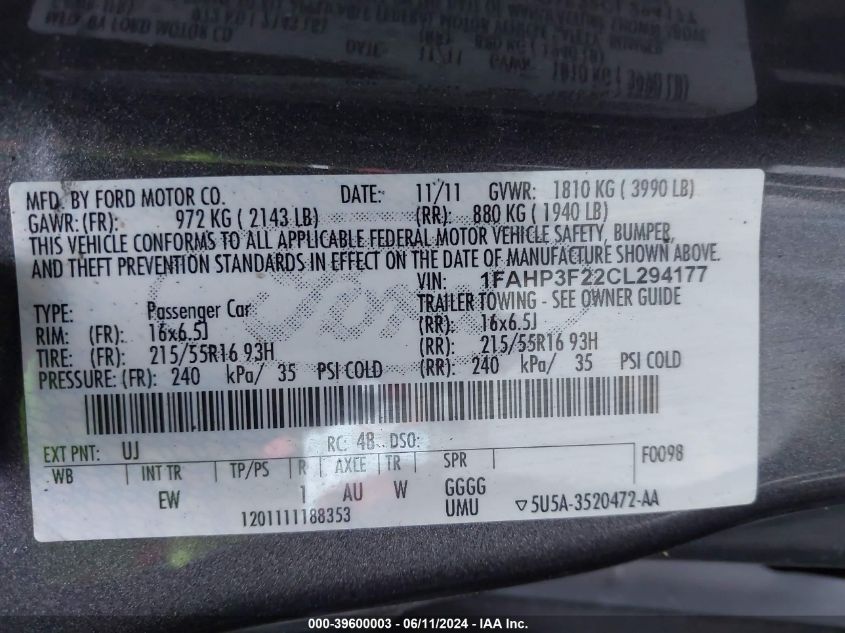 MFD. BY FORD MOTOR CO. DATE: 11/11 GVWR: 1810 KG ( 3990 LB)
GAWR:(FR): 972 KG ( 2143 LB) (RR): 880 KG ( 1940 LB)
THIS VEHICLE CONFORMS TO ALL APPLICABLE FEDERAL MOTOR VEHICLE SAFETY, BUMPER,
AND THEFT PREVENTION STANDARDS IN EFFECT ON THE DATE OF MANUFACTURE SHOWN ABOVE.
VIN: 1FAHP3F22CL294177
TYPE: Passenger Car TRAILER TOWING - SEE OWNER GUIDE
RIM: (FR): 16x6.5J (RR): 16x6.5J
TIRE: (FR): 215/55R16 93H (RR): 215/55R16 93H
PRESSURE: (FR): 240 kPa/ 35 PSI COLD (RR): 240 kPa/ 35 PSI COLD
EXT PNT: UJ RC: 48 DSO: F0098
WB INT TR TP/PS R AXLE TR SPR
EW 1 AU W GGGG
1201111188353 UMU 5U5A-3520472-AA
000-39600003 - 06/11/2024 - IAA Inc.